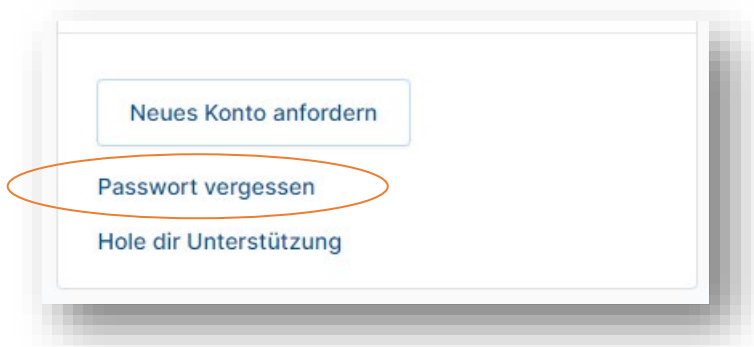 Neues Konto anfordern
Passwort vergessen
Hole dir Unterstützung